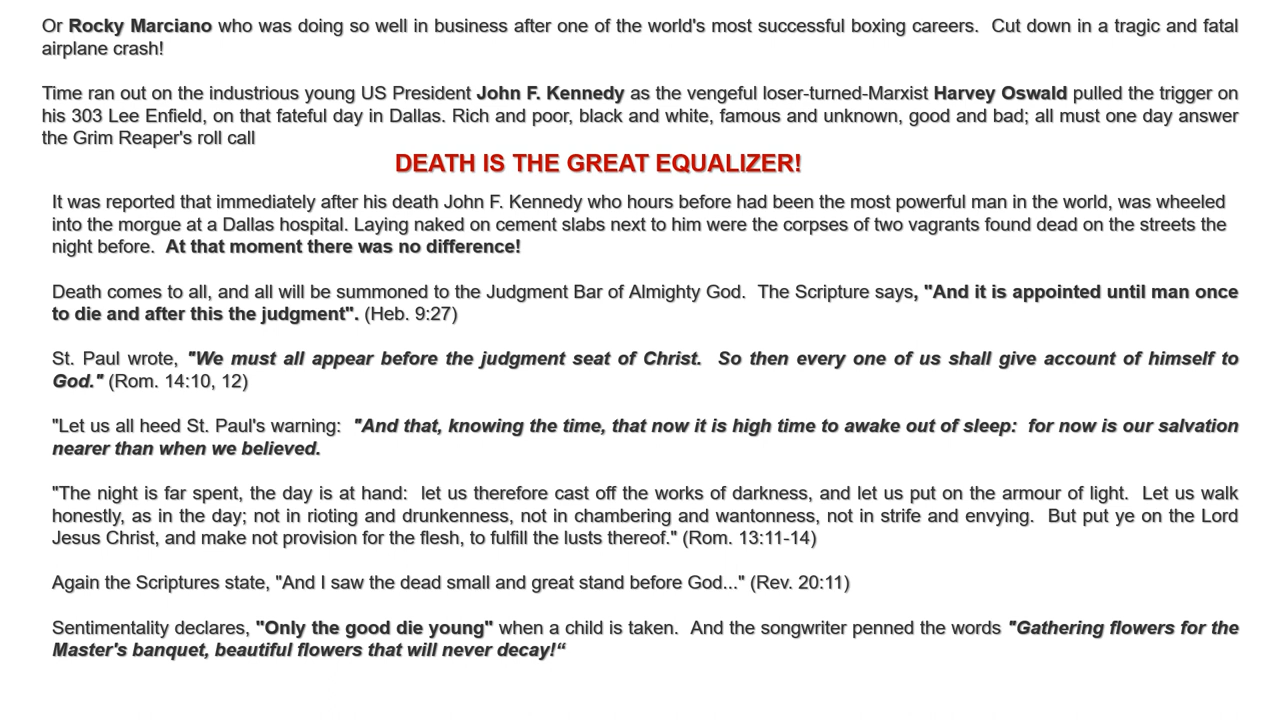 Or Rocky Marciano who was doing so well in business after one of the world's most successful boxing careers.  Cut down in a tragic and fatal
airplane crash!
Time ran out on the industrious young US President John F. Kennedy as the vengeful loser-turned-Marxist Harvey Oswald pulled the trigger on
his 303 Lee Enfield, on that fateful day in Dallas. Rich and poor, black and white, famous and unknown, good and bad; all must one day answer
the Grim Reaper's roll call
DEATH IS THE GREAT EQUALIZER!
It was reported that immediately after his death John F. Kennedy who hours before had been the most powerful man in the world, was wheeled
into the morgue at a Dallas hospital. Laying naked on cement slabs next to him were the corpses of two vagrants found dead on the streets the
night before.  At that moment there was no difference!
Death comes to all, and all will be summoned to the Judgment Bar of Almighty God.  The Scripture says, "And it is appointed until man once
to die and after this the judgment". (Heb. 9:27)
St. Paul wrote, "We must all appear before the judgment seat of Christ.  So then every one of us shall give account of himself to
God." (Rom. 14:10, 12)
"Let us all heed St. Paul's warning:  "And that, knowing the time, that now it is high time to awake out of sleep:  for now is our salvation
nearer than when we believed.
"The night is far spent, the day is at hand:  let us therefore cast off the works of darkness, and let us put on the armour of light.  Let us walk
honestly, as in the day; not in rioting and drunkenness, not in chambering and wantonness, not in strife and envying.  But put ye on the Lord
Jesus Christ, and make not provision for the flesh, to fulfill the lusts thereof." (Rom. 13:11-14)
Again the Scriptures state, "And I saw the dead small and great stand before God..." (Rev. 20:11)
Sentimentality declares, "Only the good die young" when a child is taken.  And the songwriter penned the words "Gathering flowers for the
Master's banquet, beautiful flowers that will never decay!“